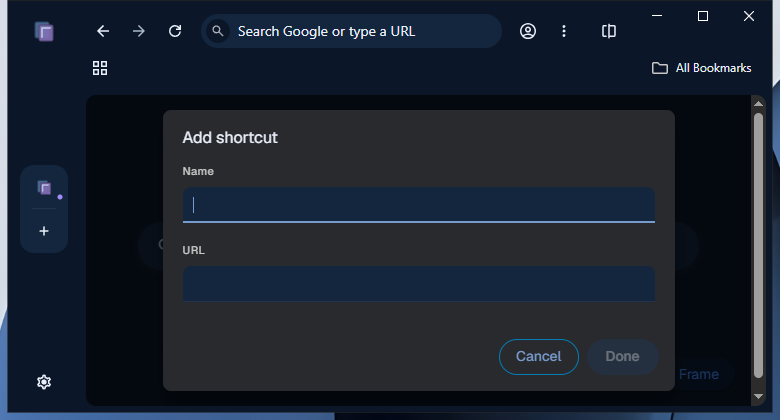 Search Google or type a URL
All Bookmarks
Add shortcut
Name
URL
Cancel
Done
Frame